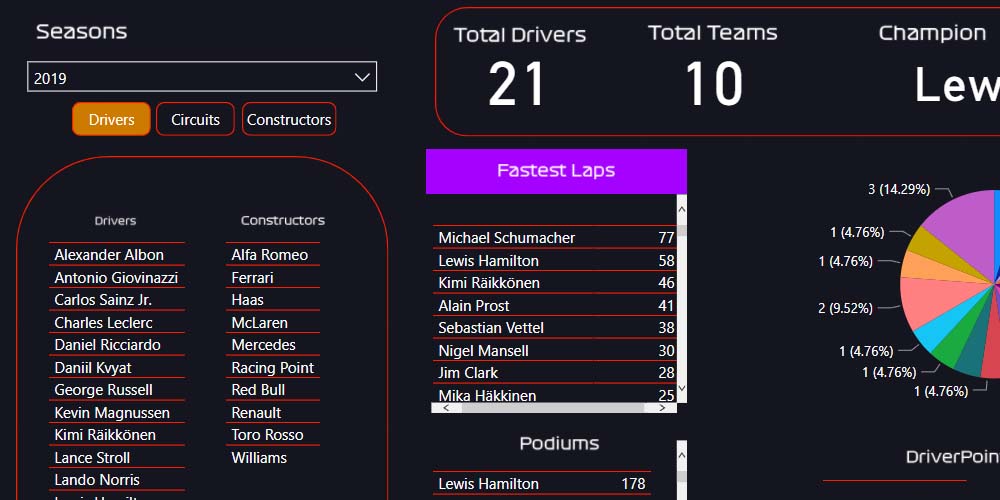 Seasons
2019
Drivers
Circuits
Constructors
Total Drivers
21
Total Teams
10
Champion
Lew
Drivers
Alexander Albon
Antonio Giovinazzi
Carlos Sainz Jr.
Charles Leclerc
Daniel Ricciardo
Daniil Kvyat
George Russell
Kevin Magnussen
Kimi Räikkönen
Lance Stroll
Lando Norris
Constructors
Alfa Romeo
Ferrari
Haas
McLaren
Mercedes
Racing Point
Red Bull
Renault
Toro Rosso
Williams
Fastest Laps
Michael Schumacher 77
Lewis Hamilton 58
Kimi Räikkönen 46
Alain Prost 41
Sebastian Vettel 38
Nigel Mansell 30
Jim Clark 28
Mika Häkkinen 25
Podiums
Lewis Hamilton 178
3 (14.29%)
1 (4.76%)
1 (4.76%)
2 (9.52%)
1 (4.76%)
1 (4.76%)
1 (4.76%)
DriverPoin